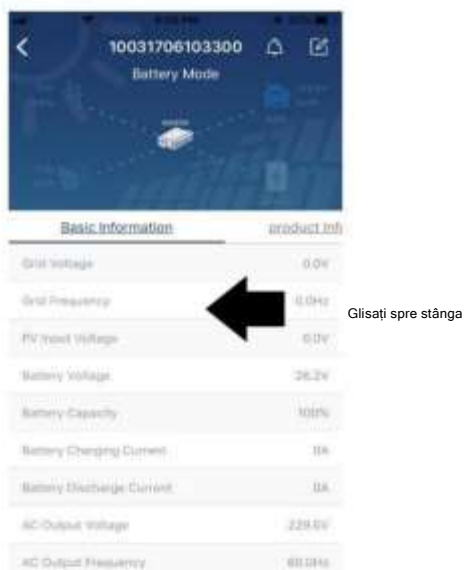 10031706103300
Battery Mode
Basic Information
product Inf
Grid Voltage 0.0V
Grid Frequency 0.0Hz
PV Input Voltage 0.0V
Battery Voltage 26.2V
Battery Capacity 100%
Battery Charging Current 0A
Battery Discharge Current 0A
AC Output Voltage 229.6V
AC Output Frequency 60.0Hz
Glisați spre stânga